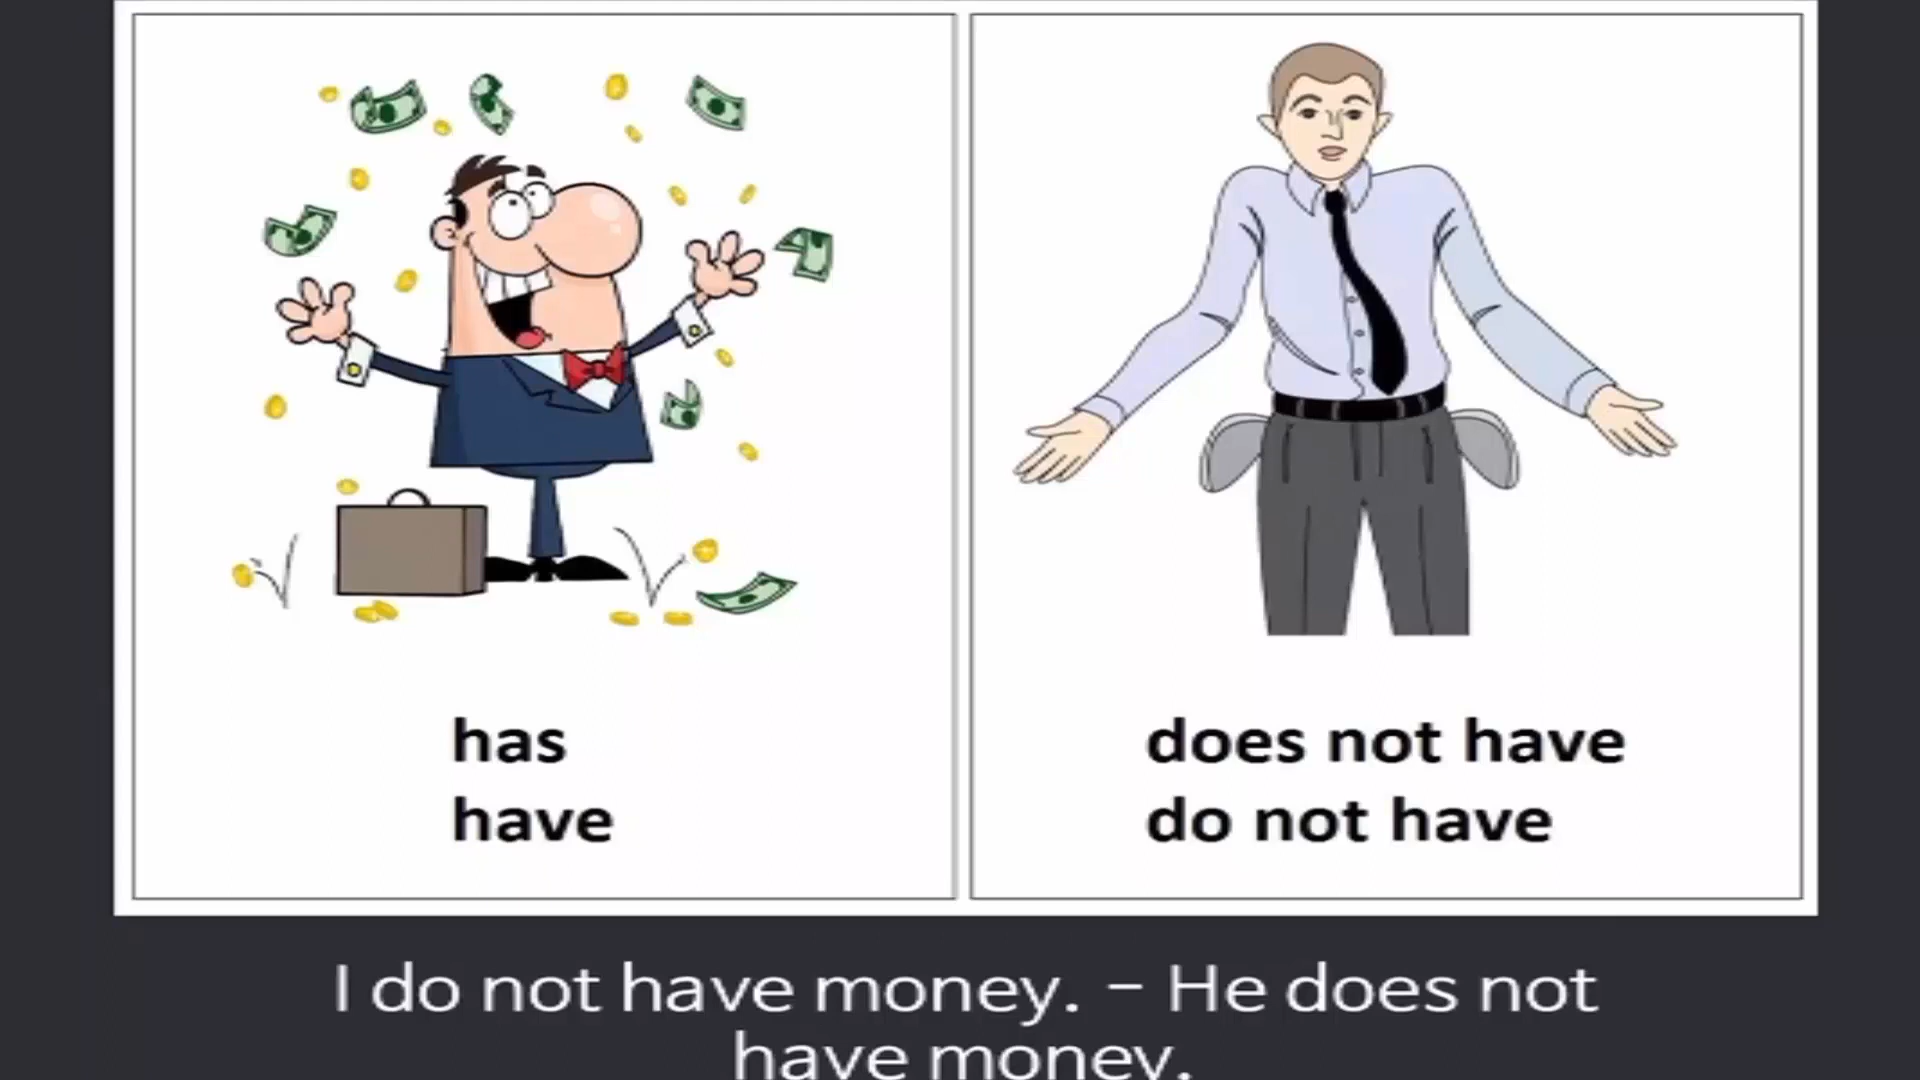 has
have
does not have
do not have
I do not have money. – He does not
have money.